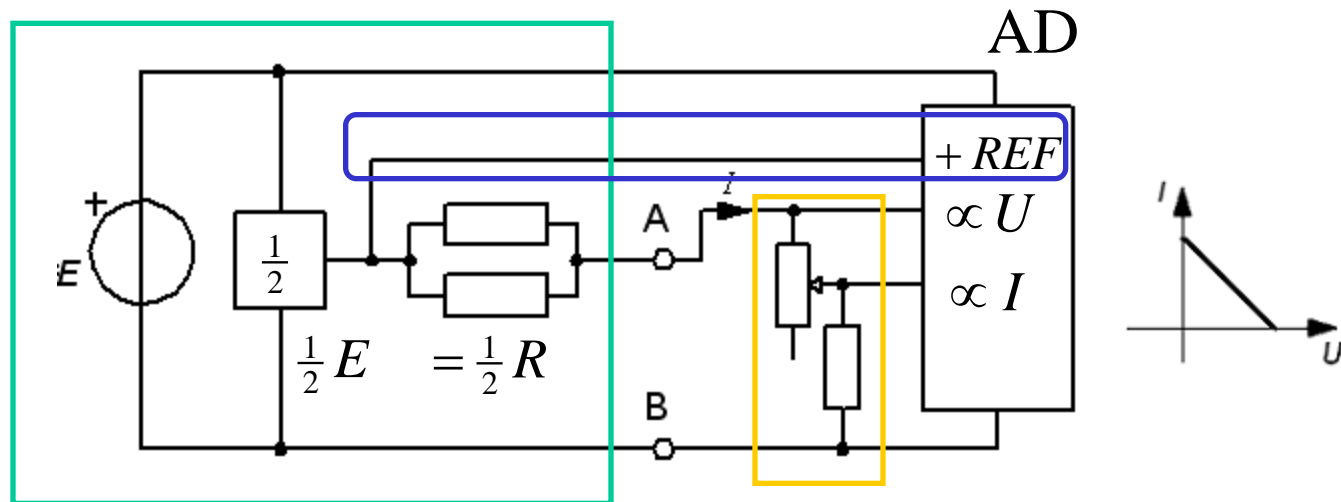 AD
+ REF
I
A
∝ U
+
E
1/2
∝ I
1/2 E = 1/2 R
B
I
U